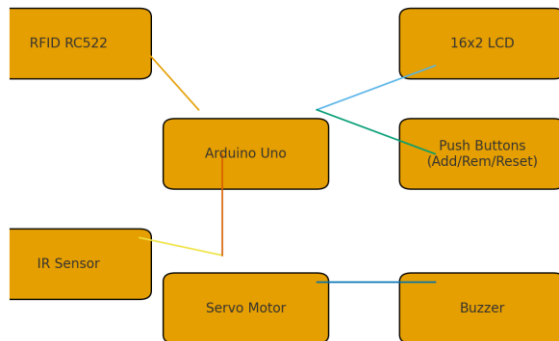 RFID RC522
16x2 LCD
Arduino Uno
Push Buttons
(Add/Rem/Reset)
IR Sensor
Servo Motor
Buzzer